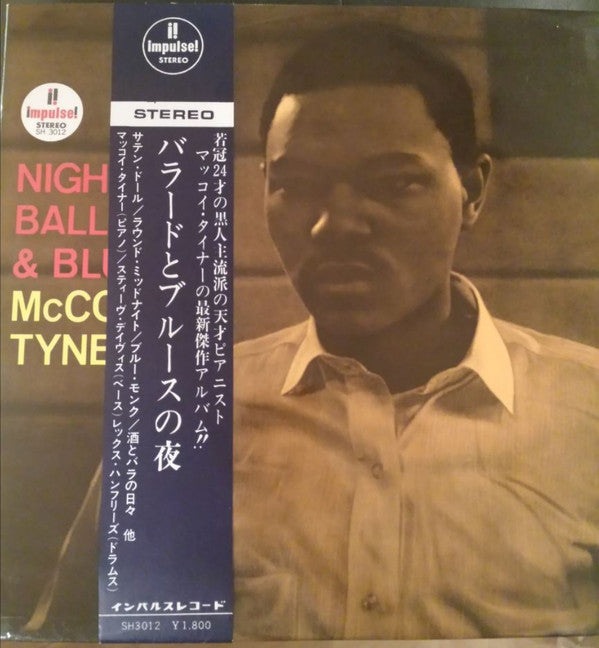 i!
impulse!
STEREO
STEREO
若冠24才の黒人主流派の天才ピアニスト
マッコイ・タイナーの最新傑作アルバム!!
バラードとブルースの夜
サテン・ドール/ラウンド・ミッドナイト/ブルー・モンク/酒とバラの日々 他
マッコイ・タイナー(ピアノ)/スティーヴ・デイヴィス(ベース)レックス・ハンフリーズ(ドラムス)
インパルスレコード
SH3012 ¥1.800
i!
impulse!
STEREO
SH 3012
NIGH
BALL
& BLU
McCO
TYNE